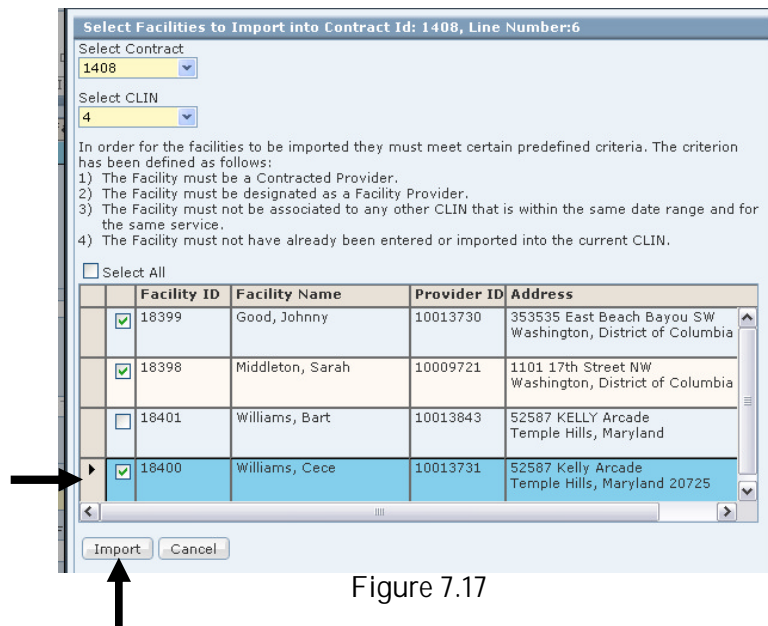 Select Facilities to Import into Contract Id: 1408, Line Number:6
Select Contract
1408
Select CLIN
4
In order for the facilities to be imported they must meet certain predefined criteria. The criterion
has been defined as follows:
1) The Facility must be a Contracted Provider.
2) The Facility must be designated as a Facility Provider.
3) The Facility must not be associated to any other CLIN that is within the same date range and for
the same service.
4) The Facility must not have already been entered or imported into the current CLIN.
Select All
Facility ID Facility Name Provider ID Address
18399 Good, Johnny 10013730 353535 East Beach Bayou SW
Washington, District of Columbia
18398 Middleton, Sarah 10009721 1101 17th Street NW
Washington, District of Columbia
18401 Williams, Bart 10013843 52587 KELLY Arcade
Temple Hills, Maryland
18400 Williams, Cece 10013731 52587 Kelly Arcade
Temple Hills, Maryland 20725
Import Cancel
Figure 7.17